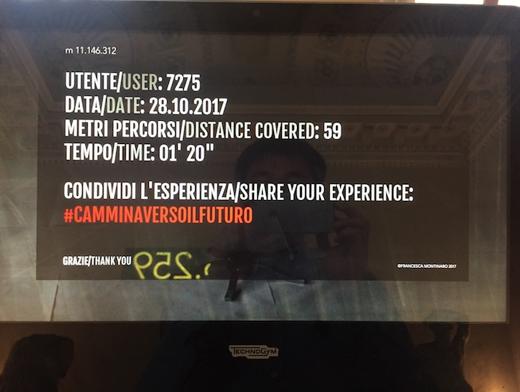 m 11.146.312
UTENTE/USER: 7275
DATA/DATE: 28.10.2017
METRI PERCORSI/DISTANCE COVERED: 59
TEMPO/TIME: 01' 20"
CONDIVIDI L'ESPERIENZA/SHARE YOUR EXPERIENCE:
#CAMMINAVERSOILFUTURO
GRAZIE/THANK YOU
©FRANCESCA MONTINARO 2017
TECHNOGYM